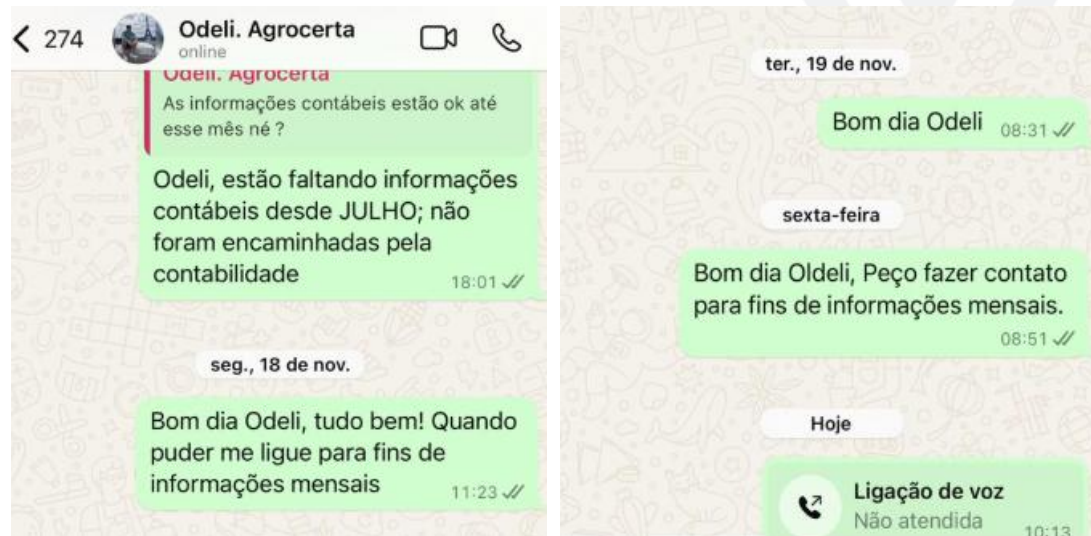 274
Odeli. Agrocerta
online
Odeli. Agrocerta
As informações contábeis estão ok até
esse mês né ?
Odeli, estão faltando informações
contábeis desde JULHO; não
foram encaminhadas pela
contabilidade
18:01
seg., 18 de nov.
Bom dia Odeli, tudo bem! Quando
puder me ligue para fins de
informações mensais
11:23
ter., 19 de nov.
Bom dia Odeli
08:31
sexta-feira
Bom dia Oldeli, Peço fazer contato
para fins de informações mensais.
08:51
Hoje
Ligação de voz
Não atendida
10:13